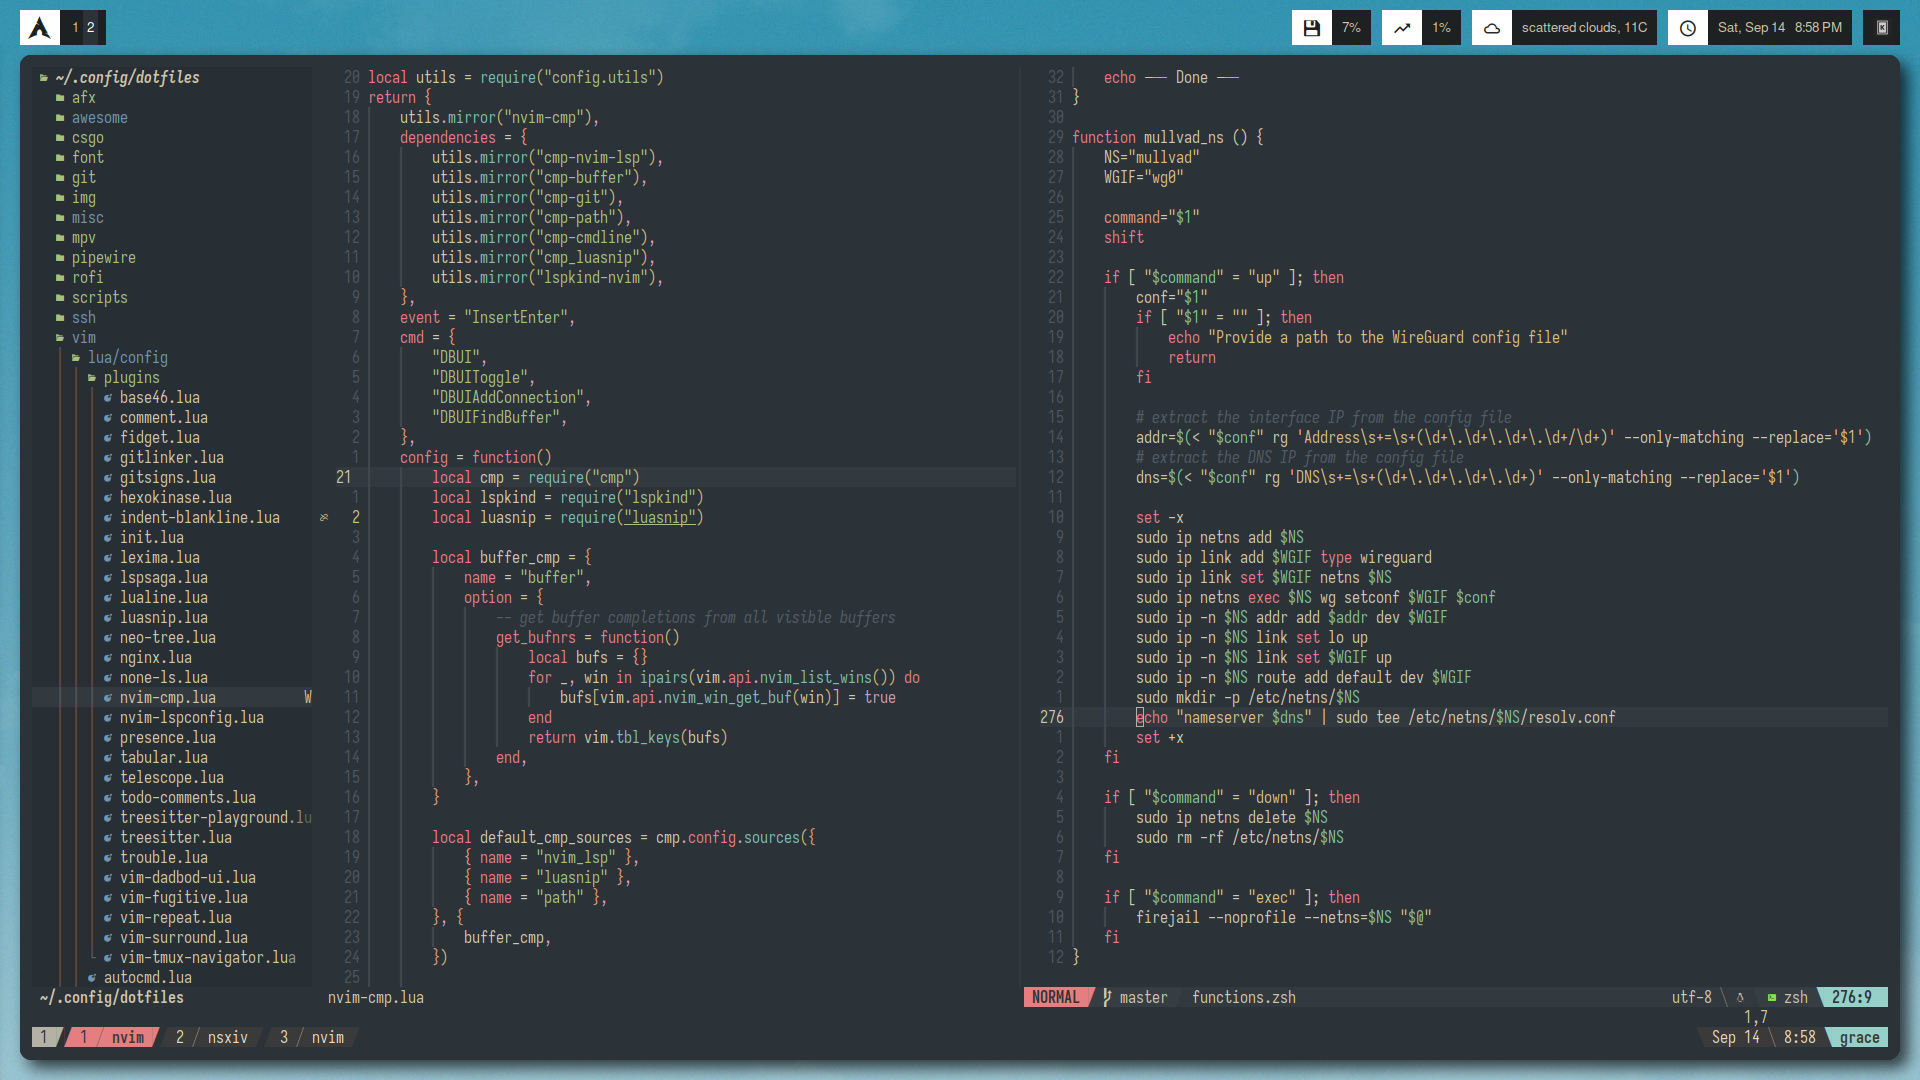 1 2
7%
1%
scattered clouds, 11C
Sat, Sep 14 8:58 PM
~/.config/dotfiles
afx
awesome
csgo
font
git
img
misc
mpv
pipewire
rofi
scripts
ssh
vim
lua/config
plugins
base46.lua
comment.lua
fidget.lua
gitlinker.lua
gitsigns.lua
hexokinase.lua
indent-blankline.lua
init.lua
lexima.lua
lspsaga.lua
lualine.lua
luasnip.lua
neo-tree.lua
nginx.lua
none-ls.lua
nvim-cmp.lua W
nvim-lspconfig.lua
presence.lua
tabular.lua
telescope.lua
todo-comments.lua
treesitter-playground.lu
treesitter.lua
trouble.lua
vim-dadbod-ui.lua
vim-fugitive.lua
vim-repeat.lua
vim-surround.lua
vim-tmux-navigator.lua
autocmd.lua
~/.config/dotfiles
20 local utils = require("config.utils")
19 return {
18 utils.mirror("nvim-cmp"),
17 dependencies = {
16 utils.mirror("cmp-nvim-lsp"),
15 utils.mirror("cmp-buffer"),
14 utils.mirror("cmp-git"),
13 utils.mirror("cmp-path"),
12 utils.mirror("cmp-cmdline"),
11 utils.mirror("cmp_luasnip"),
10 utils.mirror("lspkind-nvim"),
9 },
8 event = "InsertEnter",
7 cmd = {
6 "DBUI",
5 "DBUIToggle",
4 "DBUIAddConnection",
3 "DBUIFindBuffer",
2 },
1 config = function()
21 local cmp = require("cmp")
1 local lspkind = require("lspkind")
2 local luasnip = require("luasnip")
3
4 local buffer_cmp = {
5 name = "buffer",
6 option = {
7 -- get buffer completions from all visible buffers
8 get_bufnrs = function()
9 local bufs = {}
10 for _, win in ipairs(vim.api.nvim_list_wins()) do
11 bufs[vim.api.nvim_win_get_buf(win)] = true
12 end
13 return vim.tbl_keys(bufs)
14 end,
15 },
16 }
17
18 local default_cmp_sources = cmp.config.sources({
19 { name = "nvim_lsp" },
20 { name = "luasnip" },
21 { name = "path" },
22 }, {
23 buffer_cmp,
24 })
25
nvim-cmp.lua
32 echo —— Done ——
31 }
30
29 function mullvad_ns () {
28 NS="mullvad"
27 WGIF="wg0"
26
25 command="$1"
24 shift
23
22 if [ "$command" = "up" ]; then
21 conf="$1"
20 if [ "$1" = "" ]; then
19 echo "Provide a path to the WireGuard config file"
18 return
17 fi
16
15 # extract the interface IP from the config file
14 addr=$(< "$conf" rg 'Address\s+=\s+(\d+\.\d+\.\d+\.\d+/\d+)' --only-matching --replace='$1')
13 # extract the DNS IP from the config file
12 dns=$(< "$conf" rg 'DNS\s+=\s+(\d+\.\d+\.\d+\.\d+)' --only-matching --replace='$1')
11
10 set -x
9 sudo ip netns add $NS
8 sudo ip link add $WGIF type wireguard
7 sudo ip link set $WGIF netns $NS
6 sudo ip netns exec $NS wg setconf $WGIF $conf
5 sudo ip -n $NS addr add $addr dev $WGIF
4 sudo ip -n $NS link set lo up
3 sudo ip -n $NS link set $WGIF up
2 sudo ip -n $NS route add default dev $WGIF
1 sudo mkdir -p /etc/netns/$NS
276 echo "nameserver $dns" | sudo tee /etc/netns/$NS/resolv.conf
1 set +x
2 fi
3
4 if [ "$command" = "down" ]; then
5 sudo ip netns delete $NS
6 sudo rm -rf /etc/netns/$NS
7 fi
8
9 if [ "$command" = "exec" ]; then
10 firejail --noprofile --netns=$NS "$@"
11 fi
12 }
NORMAL master functions.zsh utf-8 \ zsh 276:9
1,7
1 1 / nvim 2 / nsxiv 3 / nvim
Sep 14 \ 8:58 grace